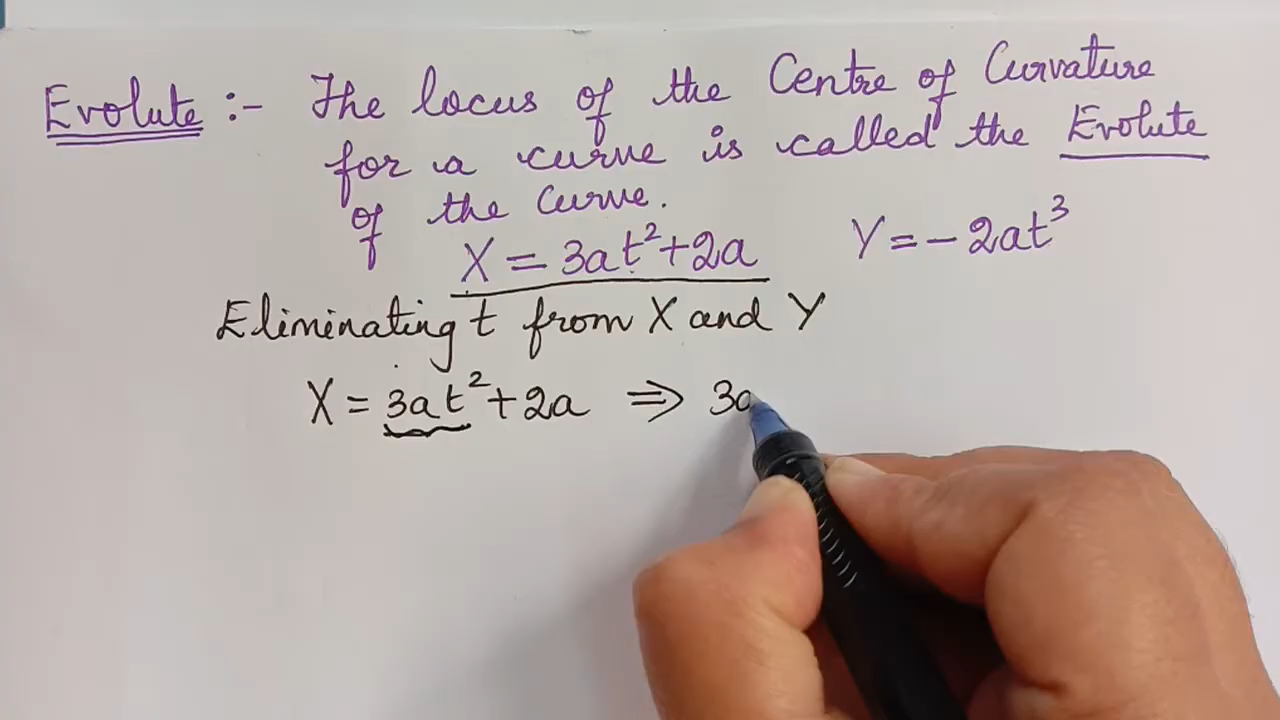 Evolute :- The locus of the Centre of Curvature
for a curve is called the Evolute
of the Curve.
X = 3at²+2a Y = -2at³
Eliminating t from X and Y
X = 3at²+2a ⇒ 3a